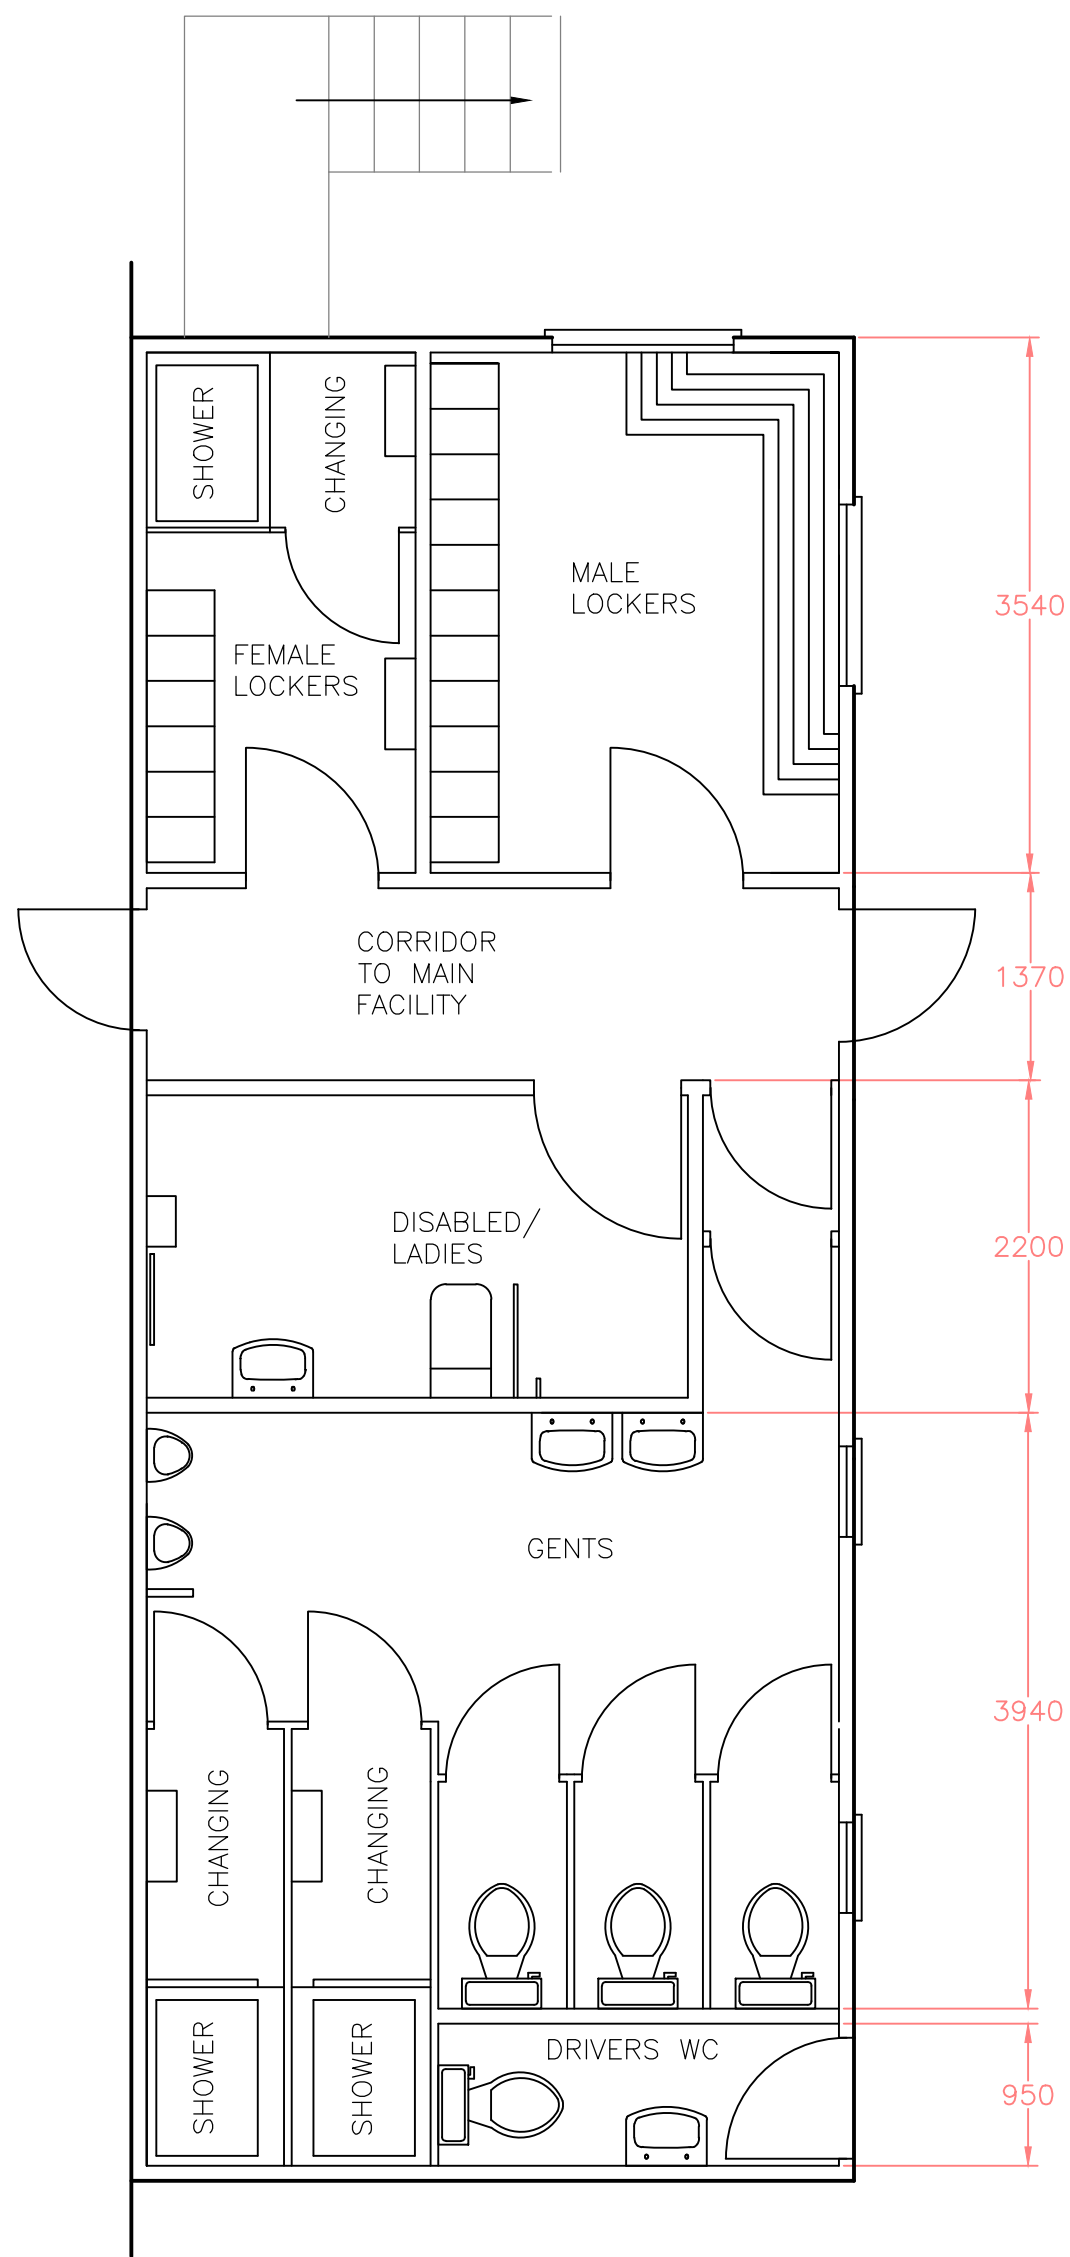 SHOWER
CHANGING
MALE
LOCKERS
3540
FEMALE
LOCKERS
CORRIDOR
TO MAIN
FACILITY
1370
DISABLED/
LADIES
2200
GENTS
3940
CHANGING
CHANGING
SHOWER
SHOWER
DRIVERS WC
950